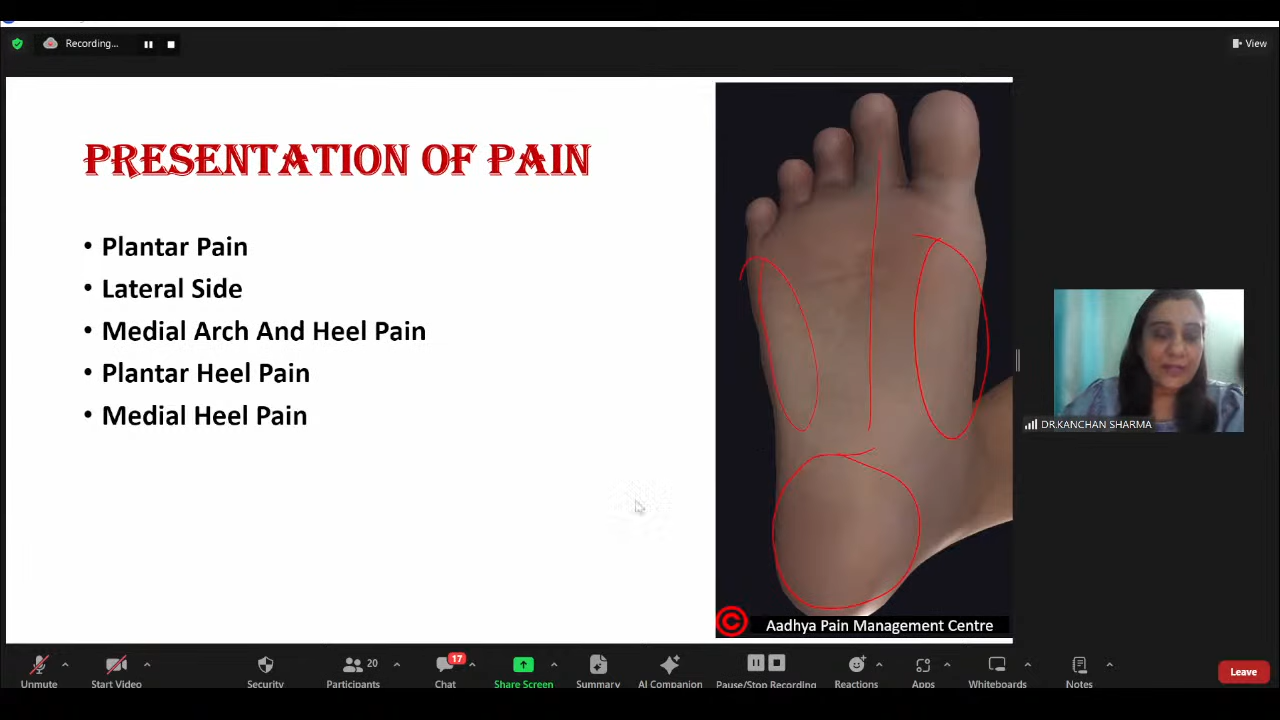 Recording...
View
PRESENTATION OF PAIN
• Plantar Pain
• Lateral Side
• Medial Arch And Heel Pain
• Plantar Heel Pain
• Medial Heel Pain
DR.KANCHAN SHARMA
© Aadhya Pain Management Centre
Unmute
Start Video
Security
20
Participants
17
Chat
Share Screen
Summary
AI Companion
Pause/Stop Recording
Reactions
Apps
Whiteboards
Notes
Leave